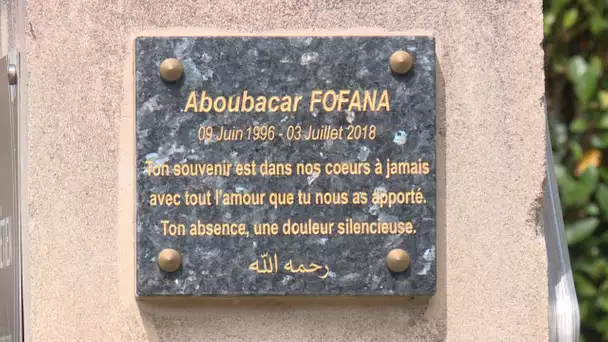 Aboubacar FOFANA
09 Juin 1996 - 03 Juillet 2018
Ton souvenir est dans nos coeurs à jamais
avec tout l'amour que tu nous as apporté.
Ton absence, une douleur silencieuse.
رحمه الله